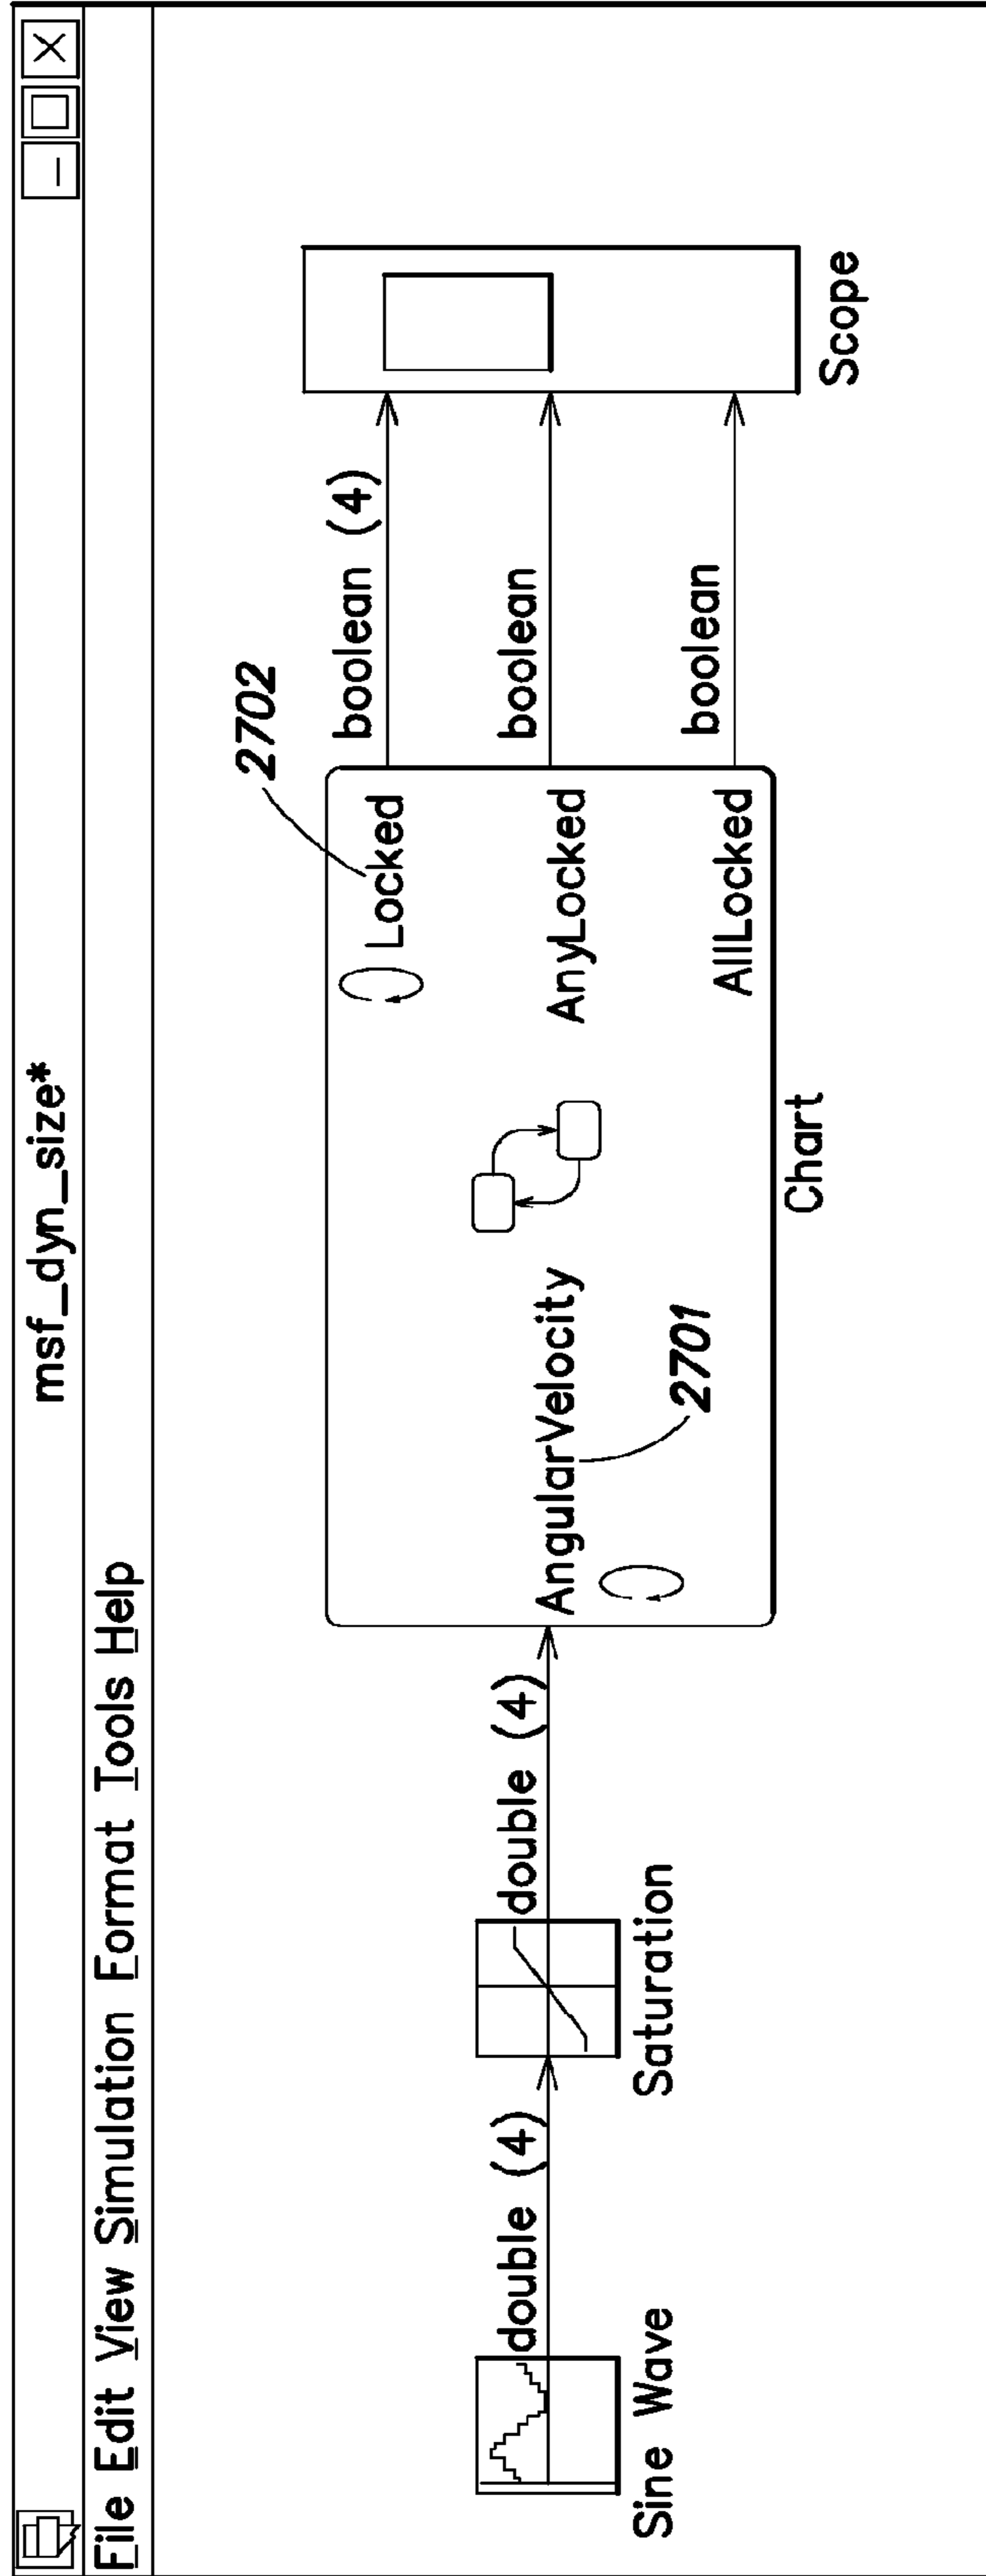 msf_dyn_size*
File Edit View Simulation Format Tools Help
2702
Locked
boolean (4)
double (4)
double (4)
AngularVelocity
AnyLocked
boolean
2701
AllLocked
boolean
Sine Wave
Saturation
Chart
Scope